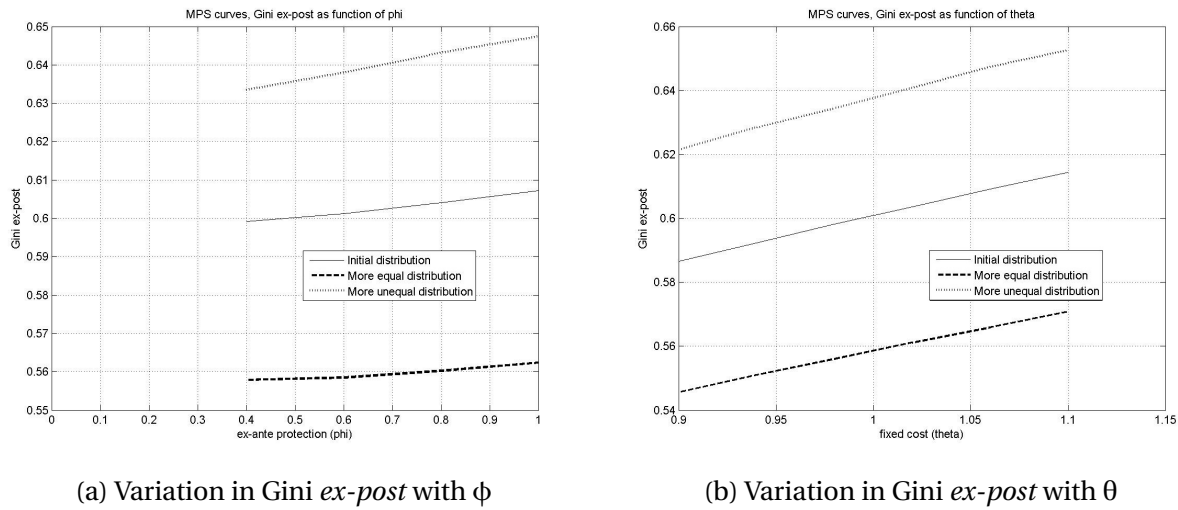 MPS curves, Gini ex-post as function of phi
0.65
0.64
0.63
0.62
0.61
0.6
0.59
0.58
0.57
0.56
0.55
Gini ex-post
Initial distribution
More equal distribution
More unequal distribution
0 0.1 0.2 0.3 0.4 0.5 0.6 0.7 0.8 0.9 1
ex-ante protection (phi)
(a) Variation in Gini ex-post with ϕ
MPS curves, Gini ex-post as function of theta
0.66
0.64
0.62
0.6
0.58
0.56
0.54
Gini ex-post
Initial distribution
More equal distribution
More unequal distribution
0.9 0.95 1 1.05 1.1 1.15
fixed cost (theta)
(b) Variation in Gini ex-post with θ